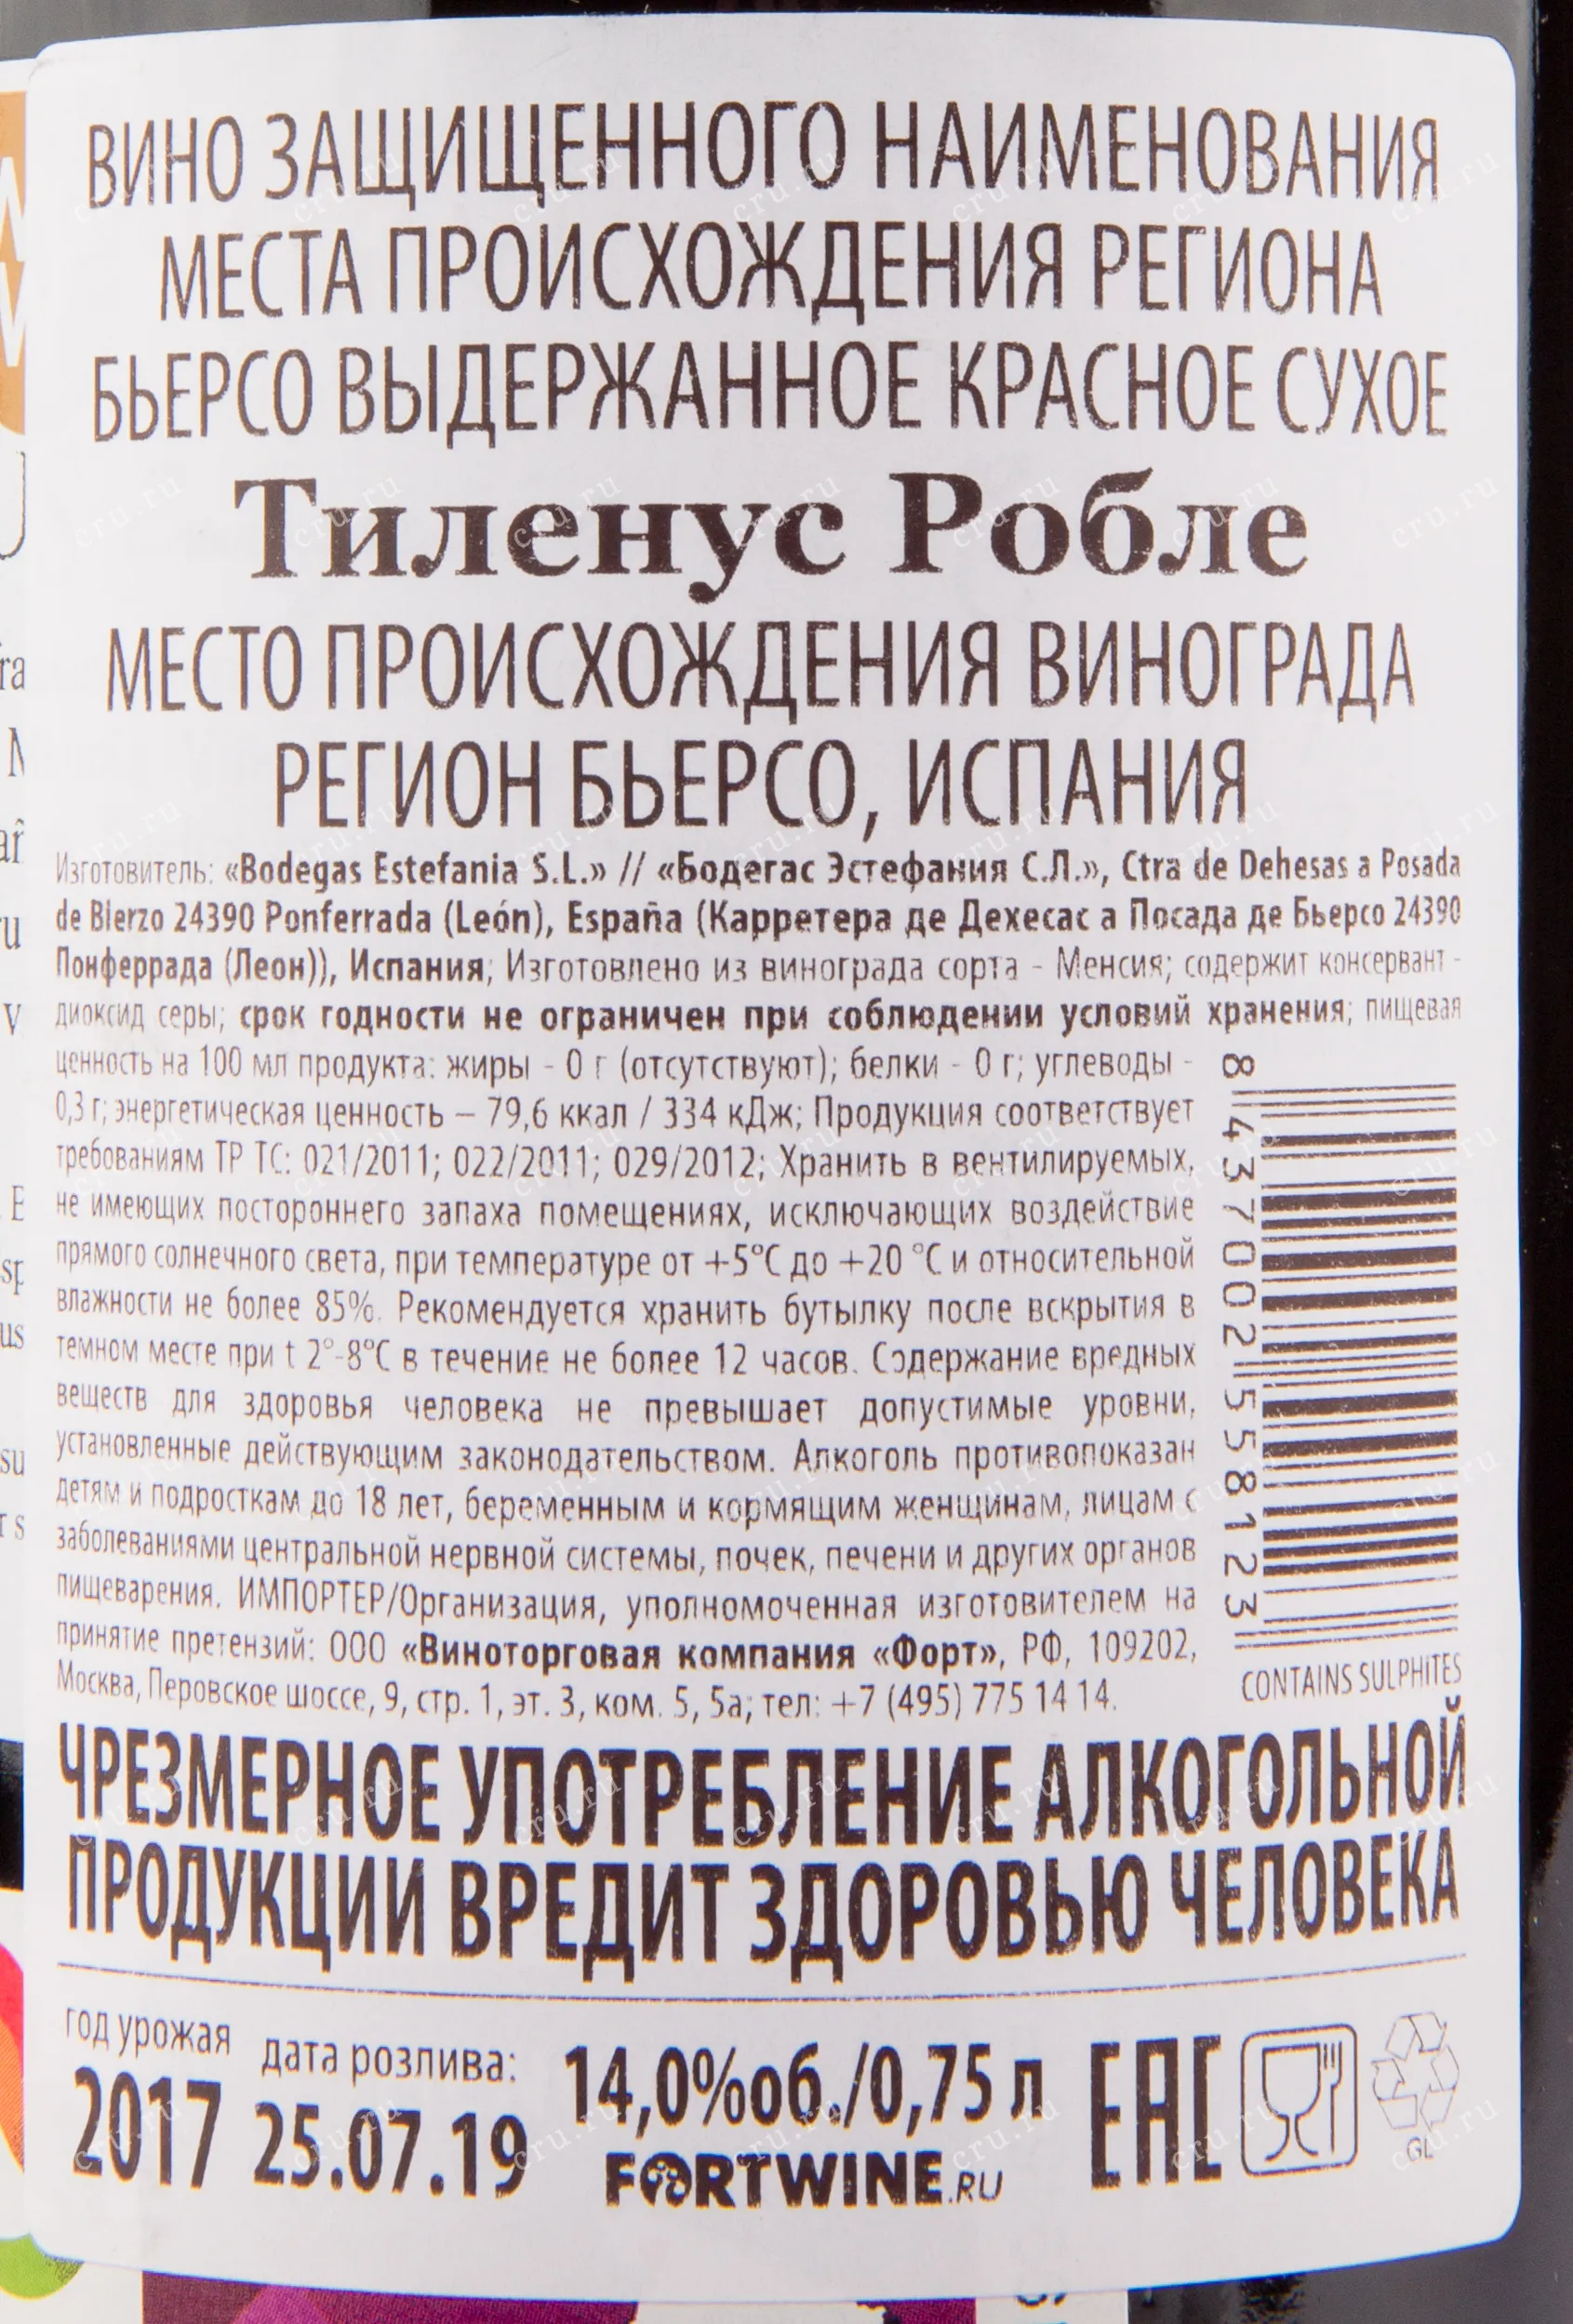 ВИНО ЗАЩИЩЕННОГО НАИМЕНОВАНИЯ
МЕСТА ПРОИСХОЖДЕНИЯ РЕГИОНА
БЬЕРСО ВЫДЕРЖАННОЕ КРАСНОЕ СУХОЕ
Тиленус Робле
МЕСТО ПРОИСХОЖДЕНИЯ ВИНОГРАДА
РЕГИОН БЬЕРСО, ИСПАНИЯ
Изготовитель: «Bodegas Estefania S.L.» // «Бодегас Эстефания С.Л.», Ctra de Dehesas a Posada
de Bierzo 24390 Ponferrada (León), España (Карретера де Дехесас а Посада де Бьерсо 24390
Понферрада (Леон)), Испания; Изготовлено из винограда сорта - Менсия; содержит консервант -
диоксид серы; срок годности не ограничен при соблюдении условий хранения; пищевая
ценность на 100 мл продукта: жиры - 0 г (отсутствуют); белки - 0 г; углеводы -
0,3 г; энергетическая ценность – 79,6 ккал / 334 кДж; Продукция соответствует
требованиям ТР ТС: 021/2011; 022/2011; 029/2012; Хранить в вентилируемых,
не имеющих постороннего запаха помещениях, исключающих воздействие
прямого солнечного света, при температуре от +5°С до +20 °С и относительной
влажности не более 85%. Рекомендуется хранить бутылку после вскрытия в
темном месте при t 2°-8°С в течение не более 12 часов. Содержание вредных
веществ для здоровья человека не превышает допустимые уровни,
установленные действующим законодательством. Алкоголь противопоказан
детям и подросткам до 18 лет, беременным и кормящим женщинам, лицам с
заболеваниями центральной нервной системы, почек, печени и других органов
пищеварения. ИМПОРТЕР/Организация, уполномоченная изготовителем на
принятие претензий: ООО «Виноторговая компания «Форт», РФ, 109202,
Москва, Перовское шоссе, 9, стр. 1, эт. 3, ком. 5, 5а; тел: +7 (495) 775 14 14.
8 437002 558123
CONTAINS SULPHITES
ЧРЕЗМЕРНОЕ УПОТРЕБЛЕНИЕ АЛКОГОЛЬНОЙ
ПРОДУКЦИИ ВРЕДИТ ЗДОРОВЬЮ ЧЕЛОВЕКА
год урожая
2017
дата розлива:
25.07.19
14,0%об./0,75 л
FORTWINE.RU
EAC
GL
cru.ru